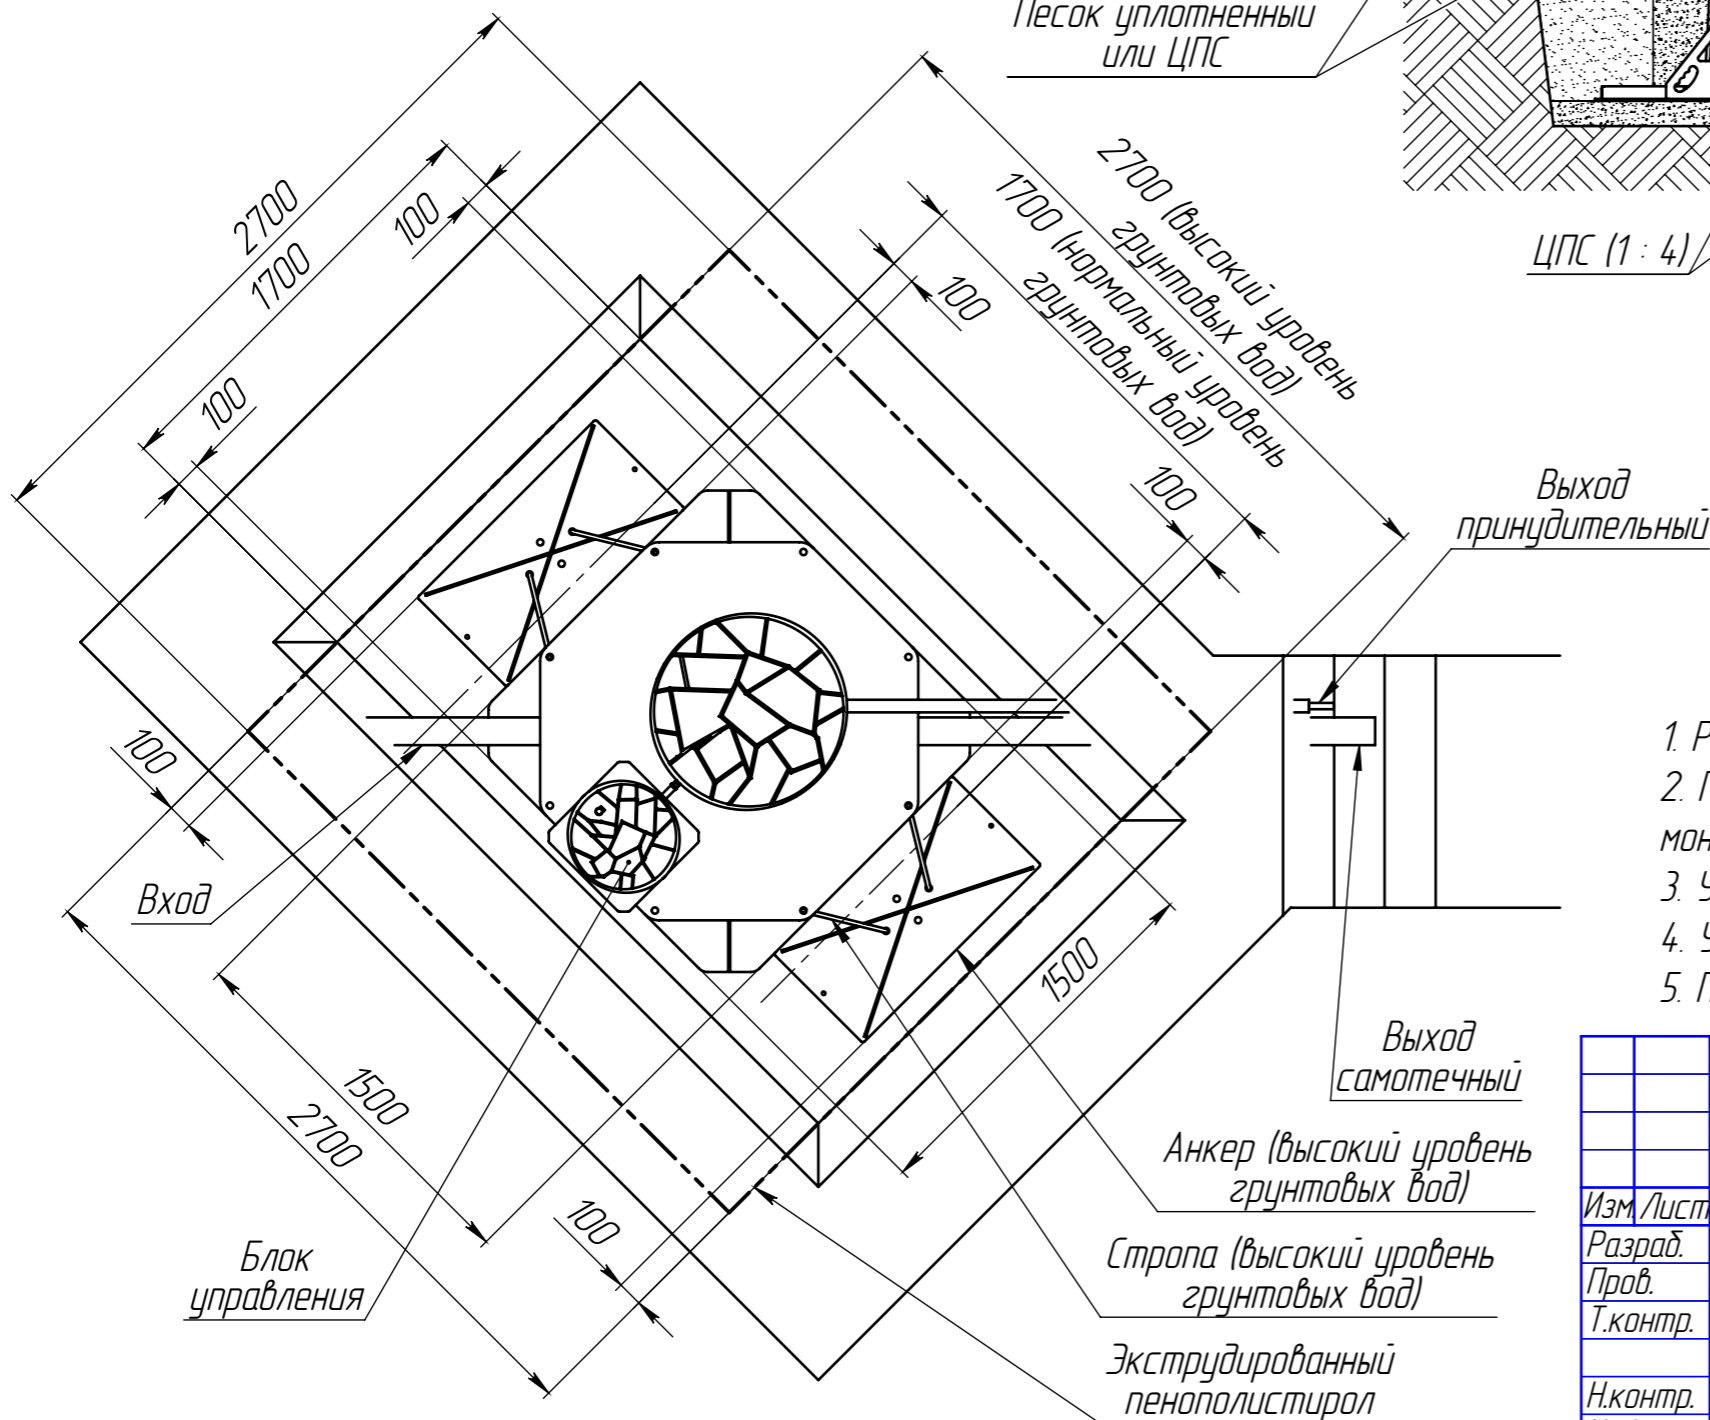 Песок уплотненный
или ЦПС
ЦПС (1 : 4)
2700
1700
100
100
2700 (высокий уровень
грунтовых вод)
1700 (нормальный уровень
грунтовых вод)
100
100
Выход
принудительный
100
Вход
1500
2700
1500
100
Блок
управления
Выход
самотечный
Анкер (высокий уровень
грунтовых вод)
Стропа (высокий уровень
грунтовых вод)
Экструдированный
пенополистирол
1. Р
2. Г
мон
3. У
4. У
5. П
Изм. Лист
Разраб.
Пров.
Т.контр.
Н.контр.